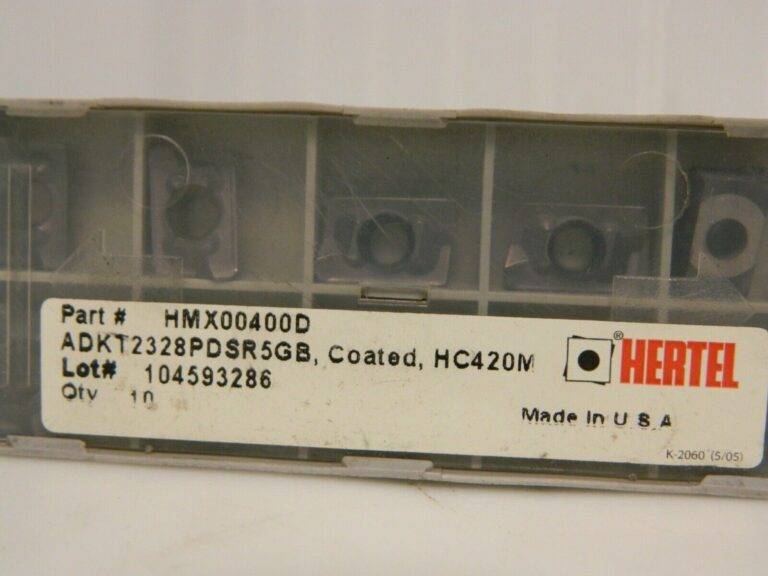 Part # HMX00400D
ADKT2328PDSR5GB, Coated, HC420M
Lot# 104593286
Qty 10
® HERTEL
Made In U S A
K-2060 (5/05)